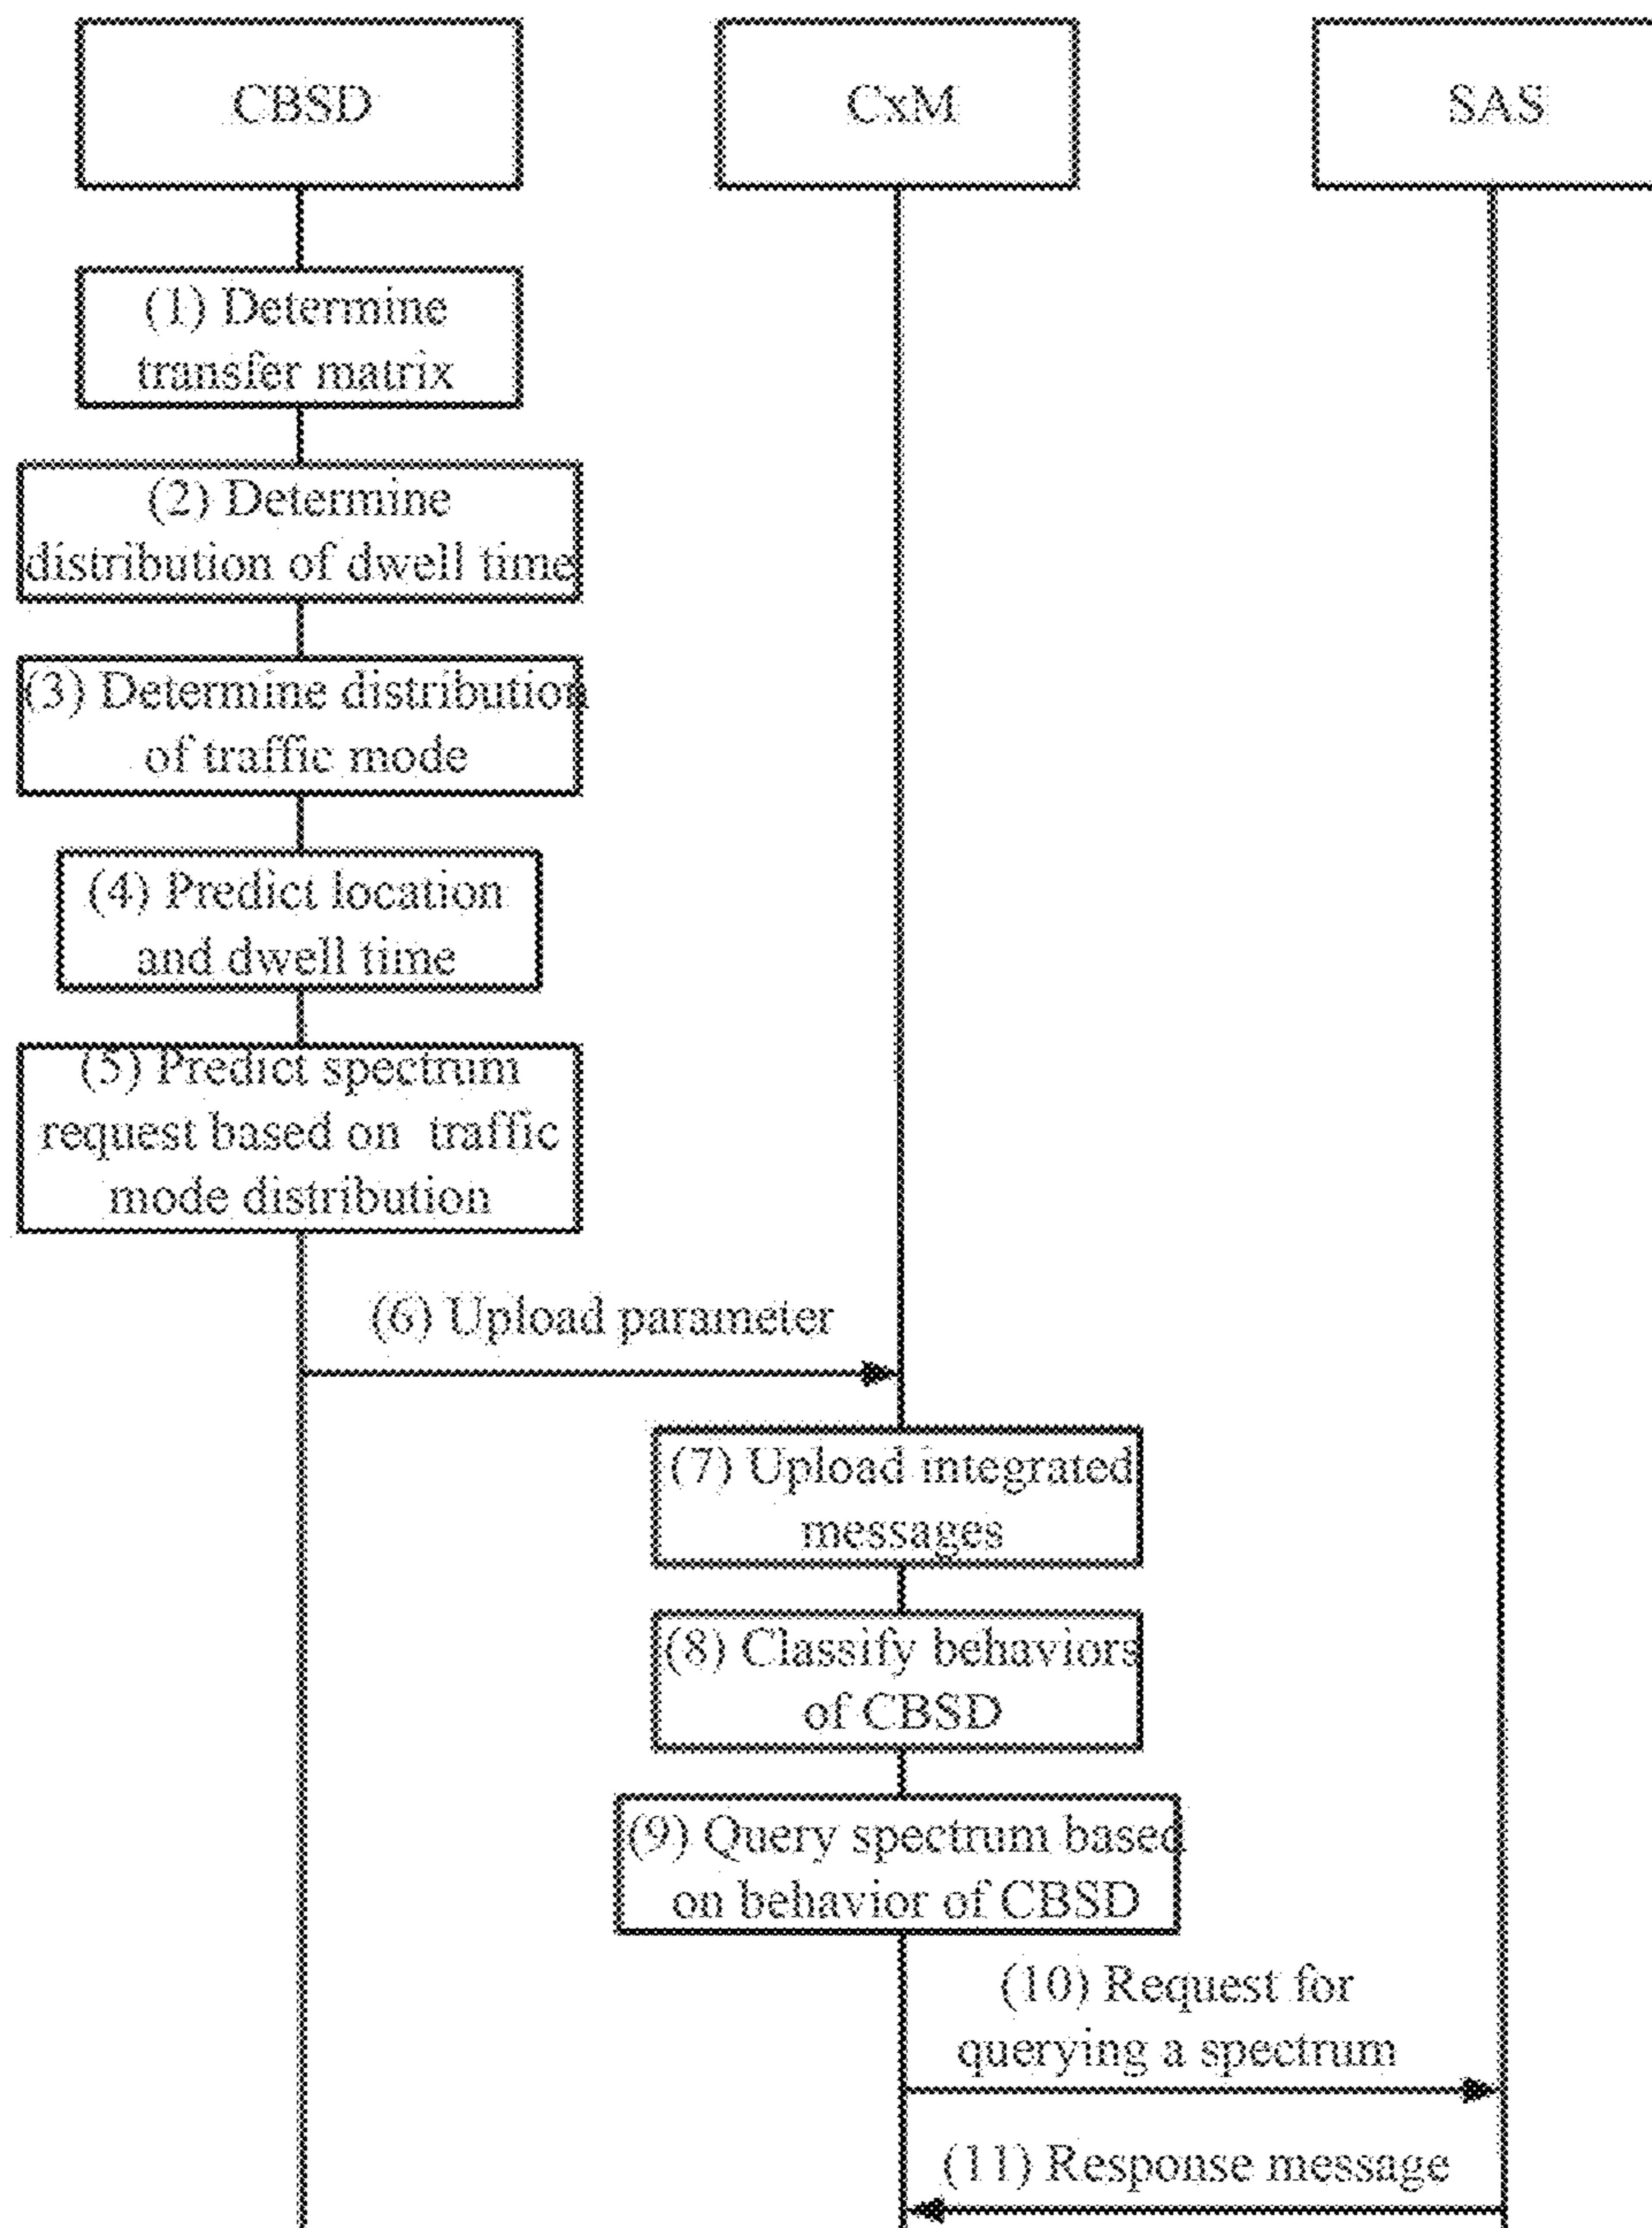 CBSD
CxM
SAS
(1) Determine
transfer matrix
(2) Determine
distribution of dwell time
(3) Determine distribution
of traffic mode
(4) Predict location
and dwell time
(5) Predict spectrum
request based on traffic
mode distribution
(6) Upload parameter
(7) Upload integrated
messages
(8) Classify behaviors
of CBSD
(9) Query spectrum based
on behavior of CBSD
(10) Request for
querying a spectrum
(11) Response message